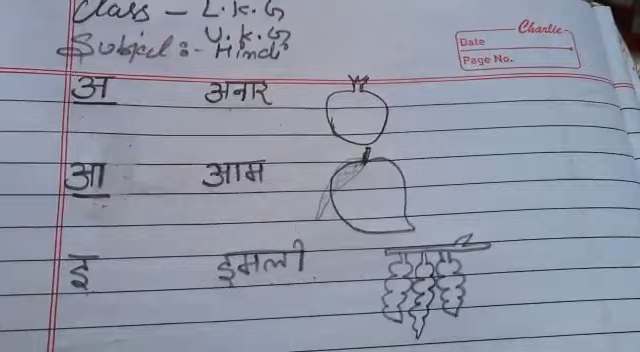 Class - L.K.G
U.K.G
Subject :- Hindi
Charlie
Date
Page No.
अ अनार
आ आम
इ इमली